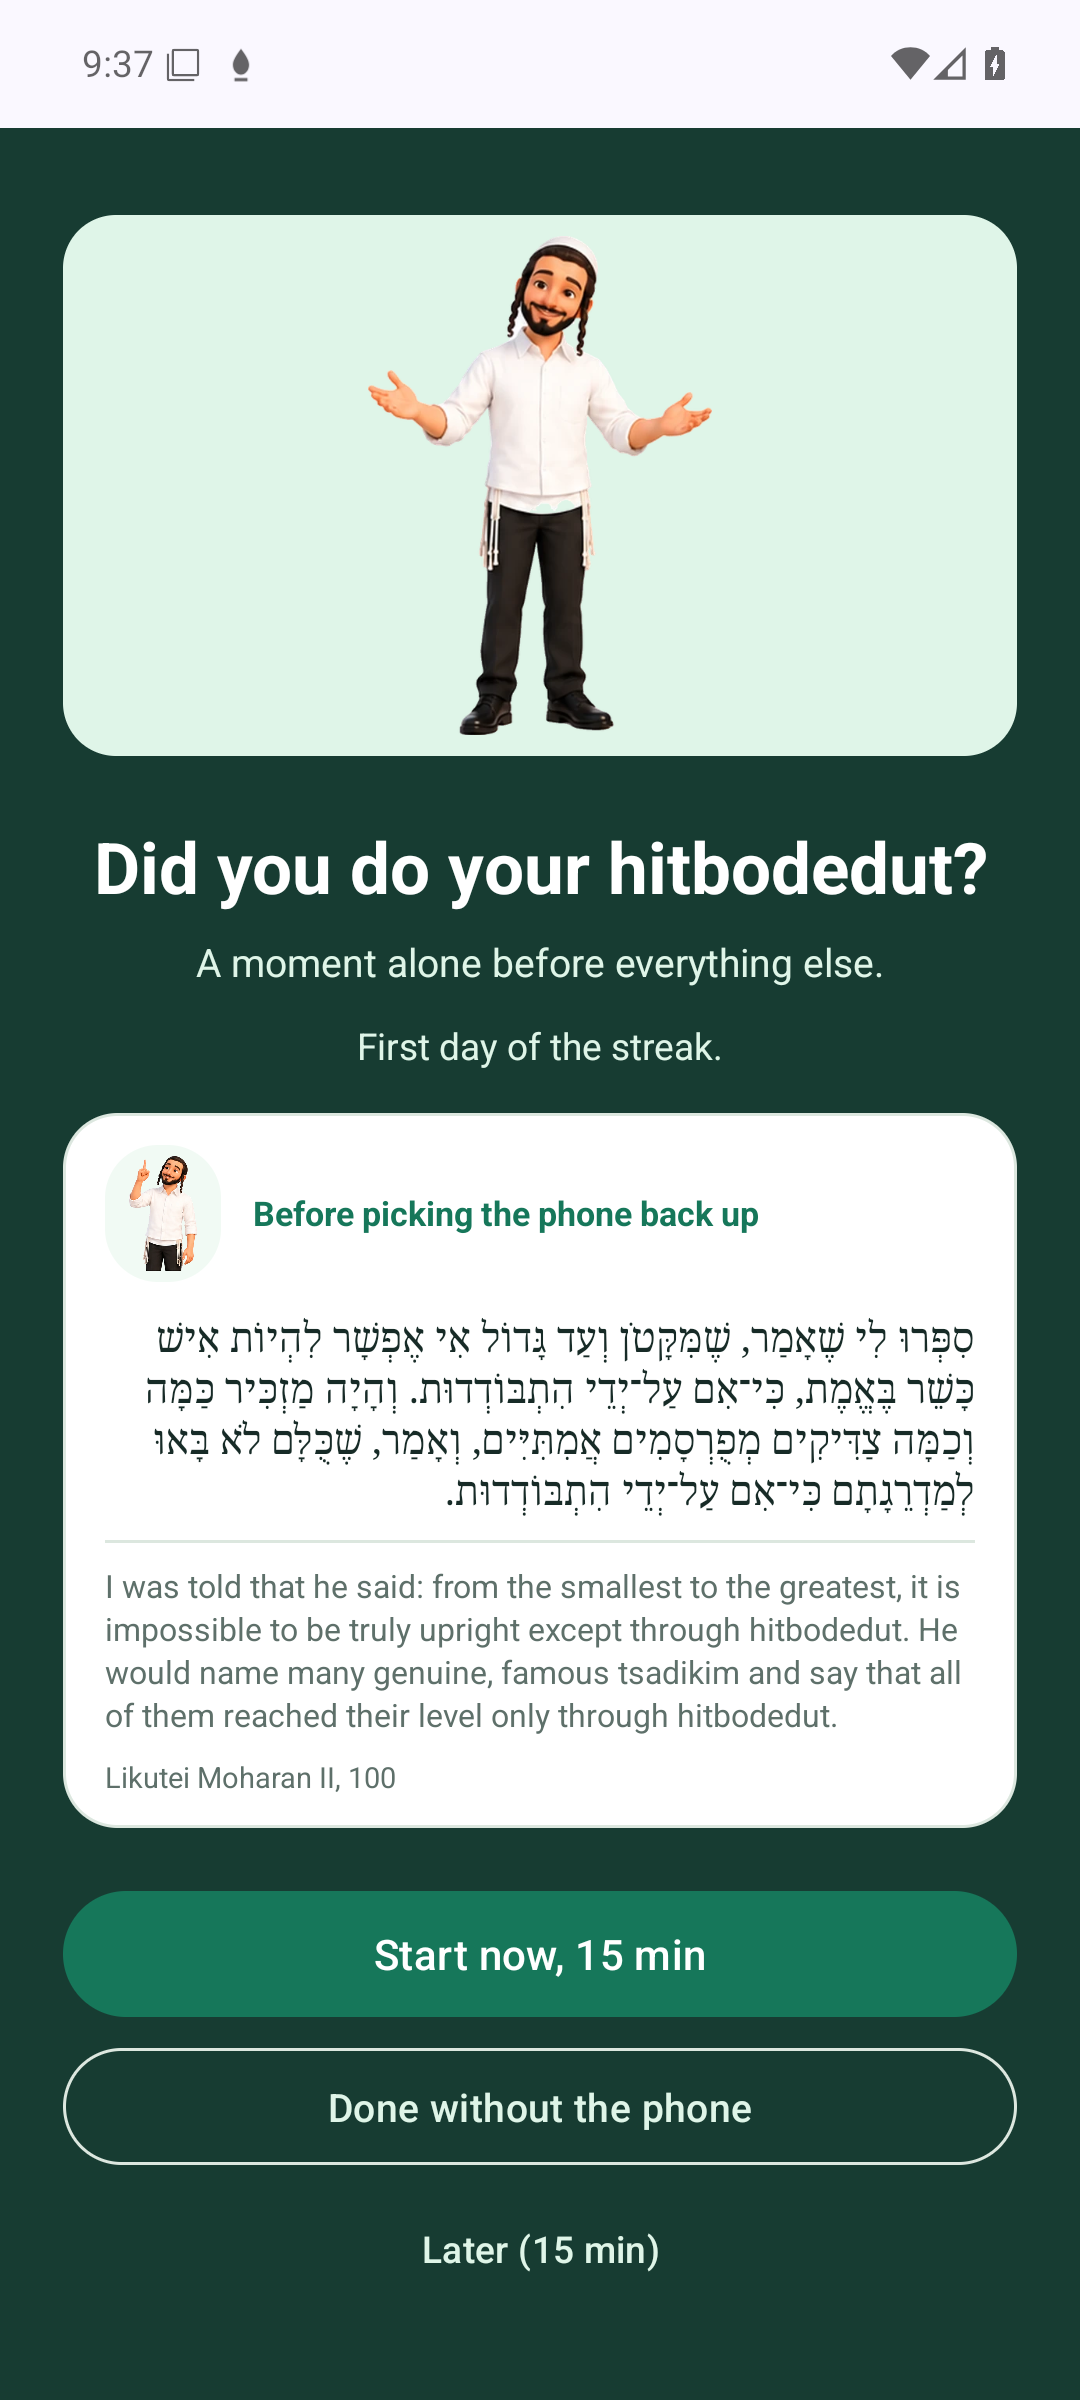 9:37
Did you do your hitbodedut?
A moment alone before everything else.
First day of the streak.
Before picking the phone back up
סִפְּרוּ לִי שֶׁאָמַר, שֶׁמִּקָּטֹן וְעַד גָּדוֹל אִי אֶפְשָׁר לִהְיוֹת אִישׁ
כָּשֵׁר בֶּאֱמֶת, כִּי־אִם עַל־יְדֵי הִתְבּוֹדְדוּת. וְהָיָה מַזְכִּיר כַּמָּה
וְכַמָּה צַדִּיקִים מְפֻרְסָמִים אֲמִתִּיִּים, וְאָמַר, שֶׁכֻּלָּם לֹא בָּאוּ
לְמַדְרֵגָתָם כִּי־אִם עַל־יְדֵי הִתְבּוֹדְדוּת.
I was told that he said: from the smallest to the greatest, it is
impossible to be truly upright except through hitbodedut. He
would name many genuine, famous tsadikim and say that all
of them reached their level only through hitbodedut.
Likutei Moharan II, 100
Start now, 15 min
Done without the phone
Later (15 min)